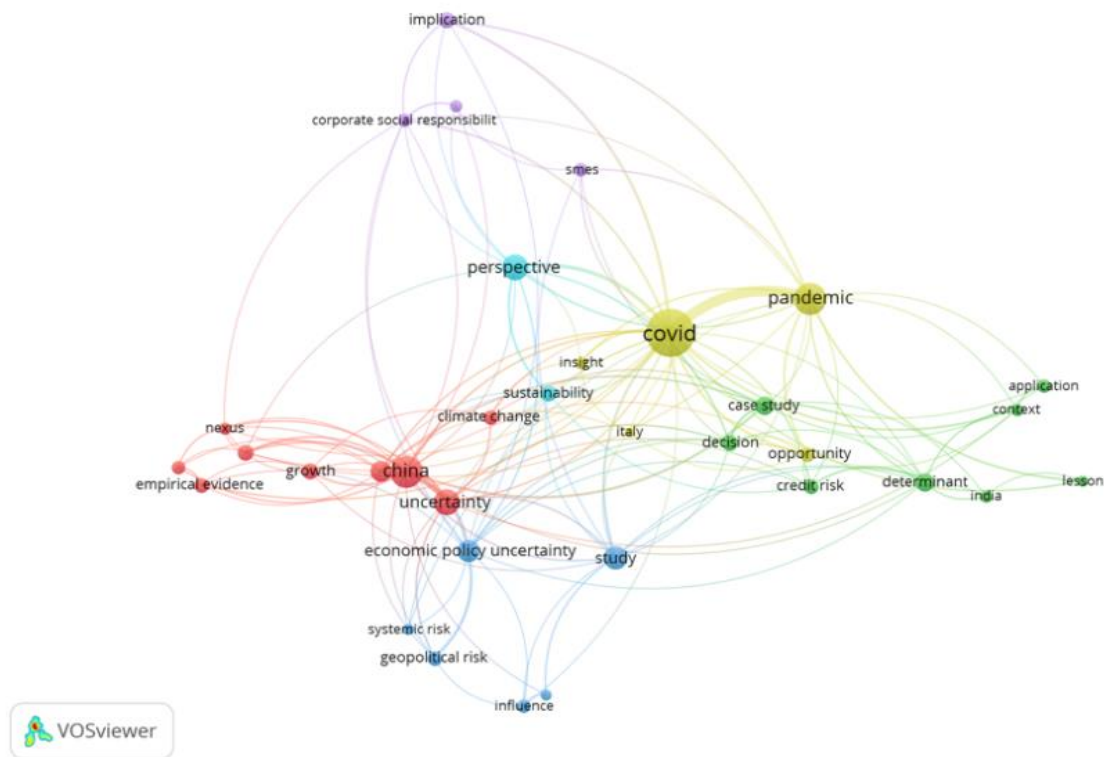 implication
corporate social responsibilit
smes
perspective
pandemic
covid
insight
sustainability
application
context
case study
climate change
nexus
italy
decision
opportunity
china
growth
empirical evidence
credit risk
determinant
lesson
india
uncertainty
economic policy uncertainty
study
systemic risk
geopolitical risk
influence
VOSviewer